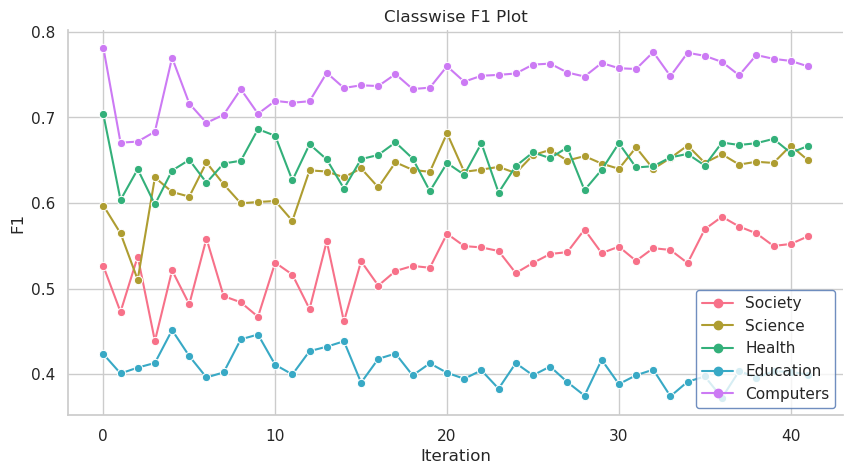 Classwise F1 Plot
0.8
0.7
0.6
0.5
0.4
F1
0
10
20
30
40
Iteration
Society
Science
Health
Education
Computers